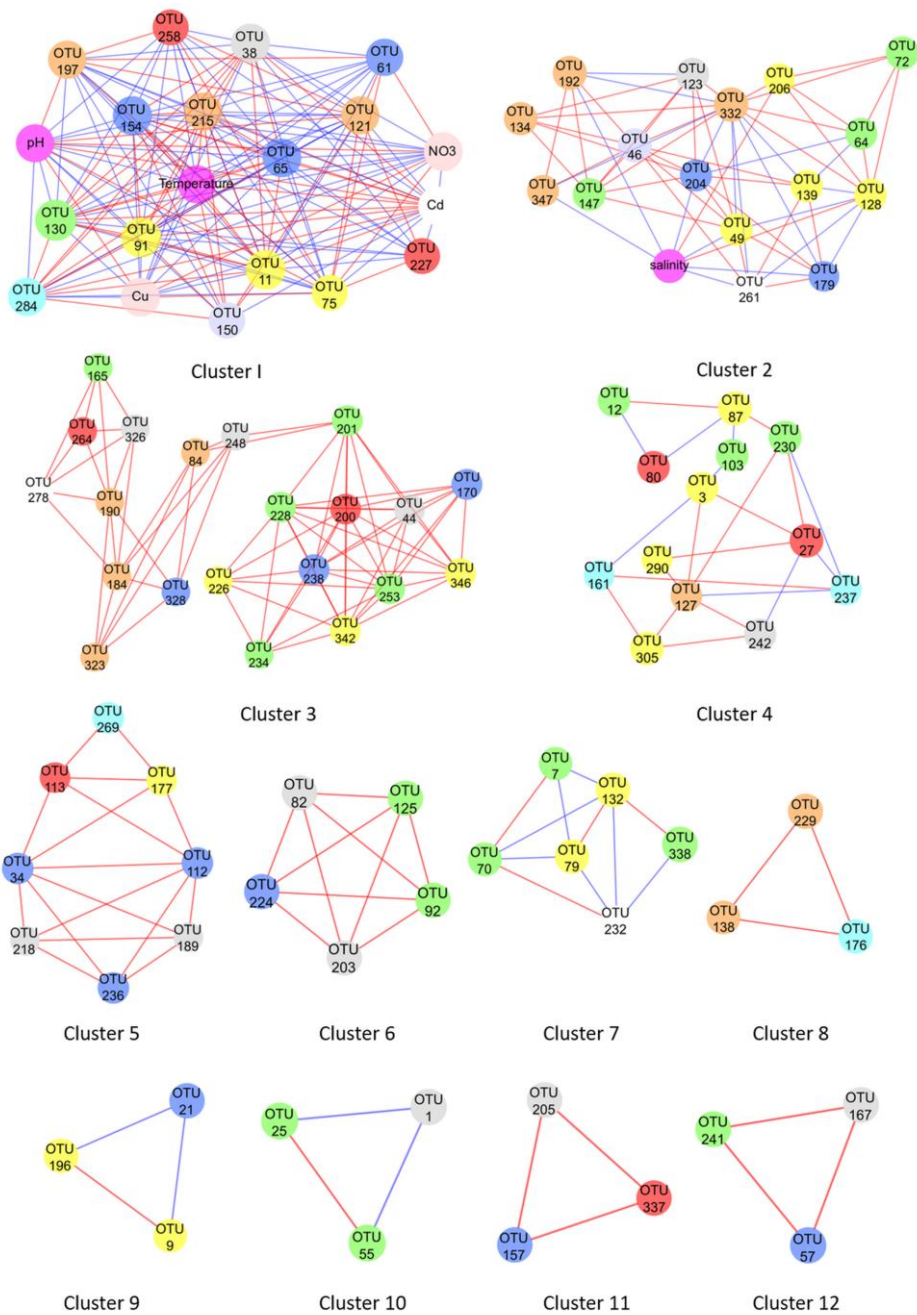 OTU
258
OTU
38
OTU
197
OTU
61
OTU
154
OTU
215
OTU
121
pH
OTU
65
NO3
Temperature
Cd
OTU
130
OTU
91
OTU
227
OTU
11
OTU
284
Cu
OTU
75
OTU
150
Cluster I
OTU
72
OTU
192
OTU
123
OTU
206
OTU
332
OTU
134
OTU
64
OTU
46
OTU
204
OTU
139
OTU
128
OTU
347
OTU
147
OTU
49
salinity
OTU
261
OTU
179
Cluster 2
OTU
165
OTU
264
OTU
326
OTU
278
OTU
190
OTU
84
OTU
248
OTU
184
OTU
328
OTU
323
OTU
201
OTU
170
OTU
228
OTU
200
OTU
44
OTU
226
OTU
238
OTU
253
OTU
346
OTU
342
OTU
234
Cluster 3
OTU
12
OTU
87
OTU
230
OTU
80
OTU
103
OTU
3
OTU
27
OTU
290
OTU
161
OTU
127
OTU
237
OTU
242
OTU
305
Cluster 4
OTU
269
OTU
113
OTU
177
OTU
34
OTU
112
OTU
218
OTU
189
OTU
236
Cluster 5
OTU
82
OTU
125
OTU
224
OTU
92
OTU
203
Cluster 6
OTU
7
OTU
132
OTU
70
OTU
79
OTU
338
OTU
232
Cluster 7
OTU
229
OTU
138
OTU
176
Cluster 8
OTU
21
OTU
196
OTU
9
Cluster 9
OTU
25
OTU
1
OTU
55
Cluster 10
OTU
205
OTU
337
OTU
157
Cluster 11
OTU
167
OTU
241
OTU
57
Cluster 12